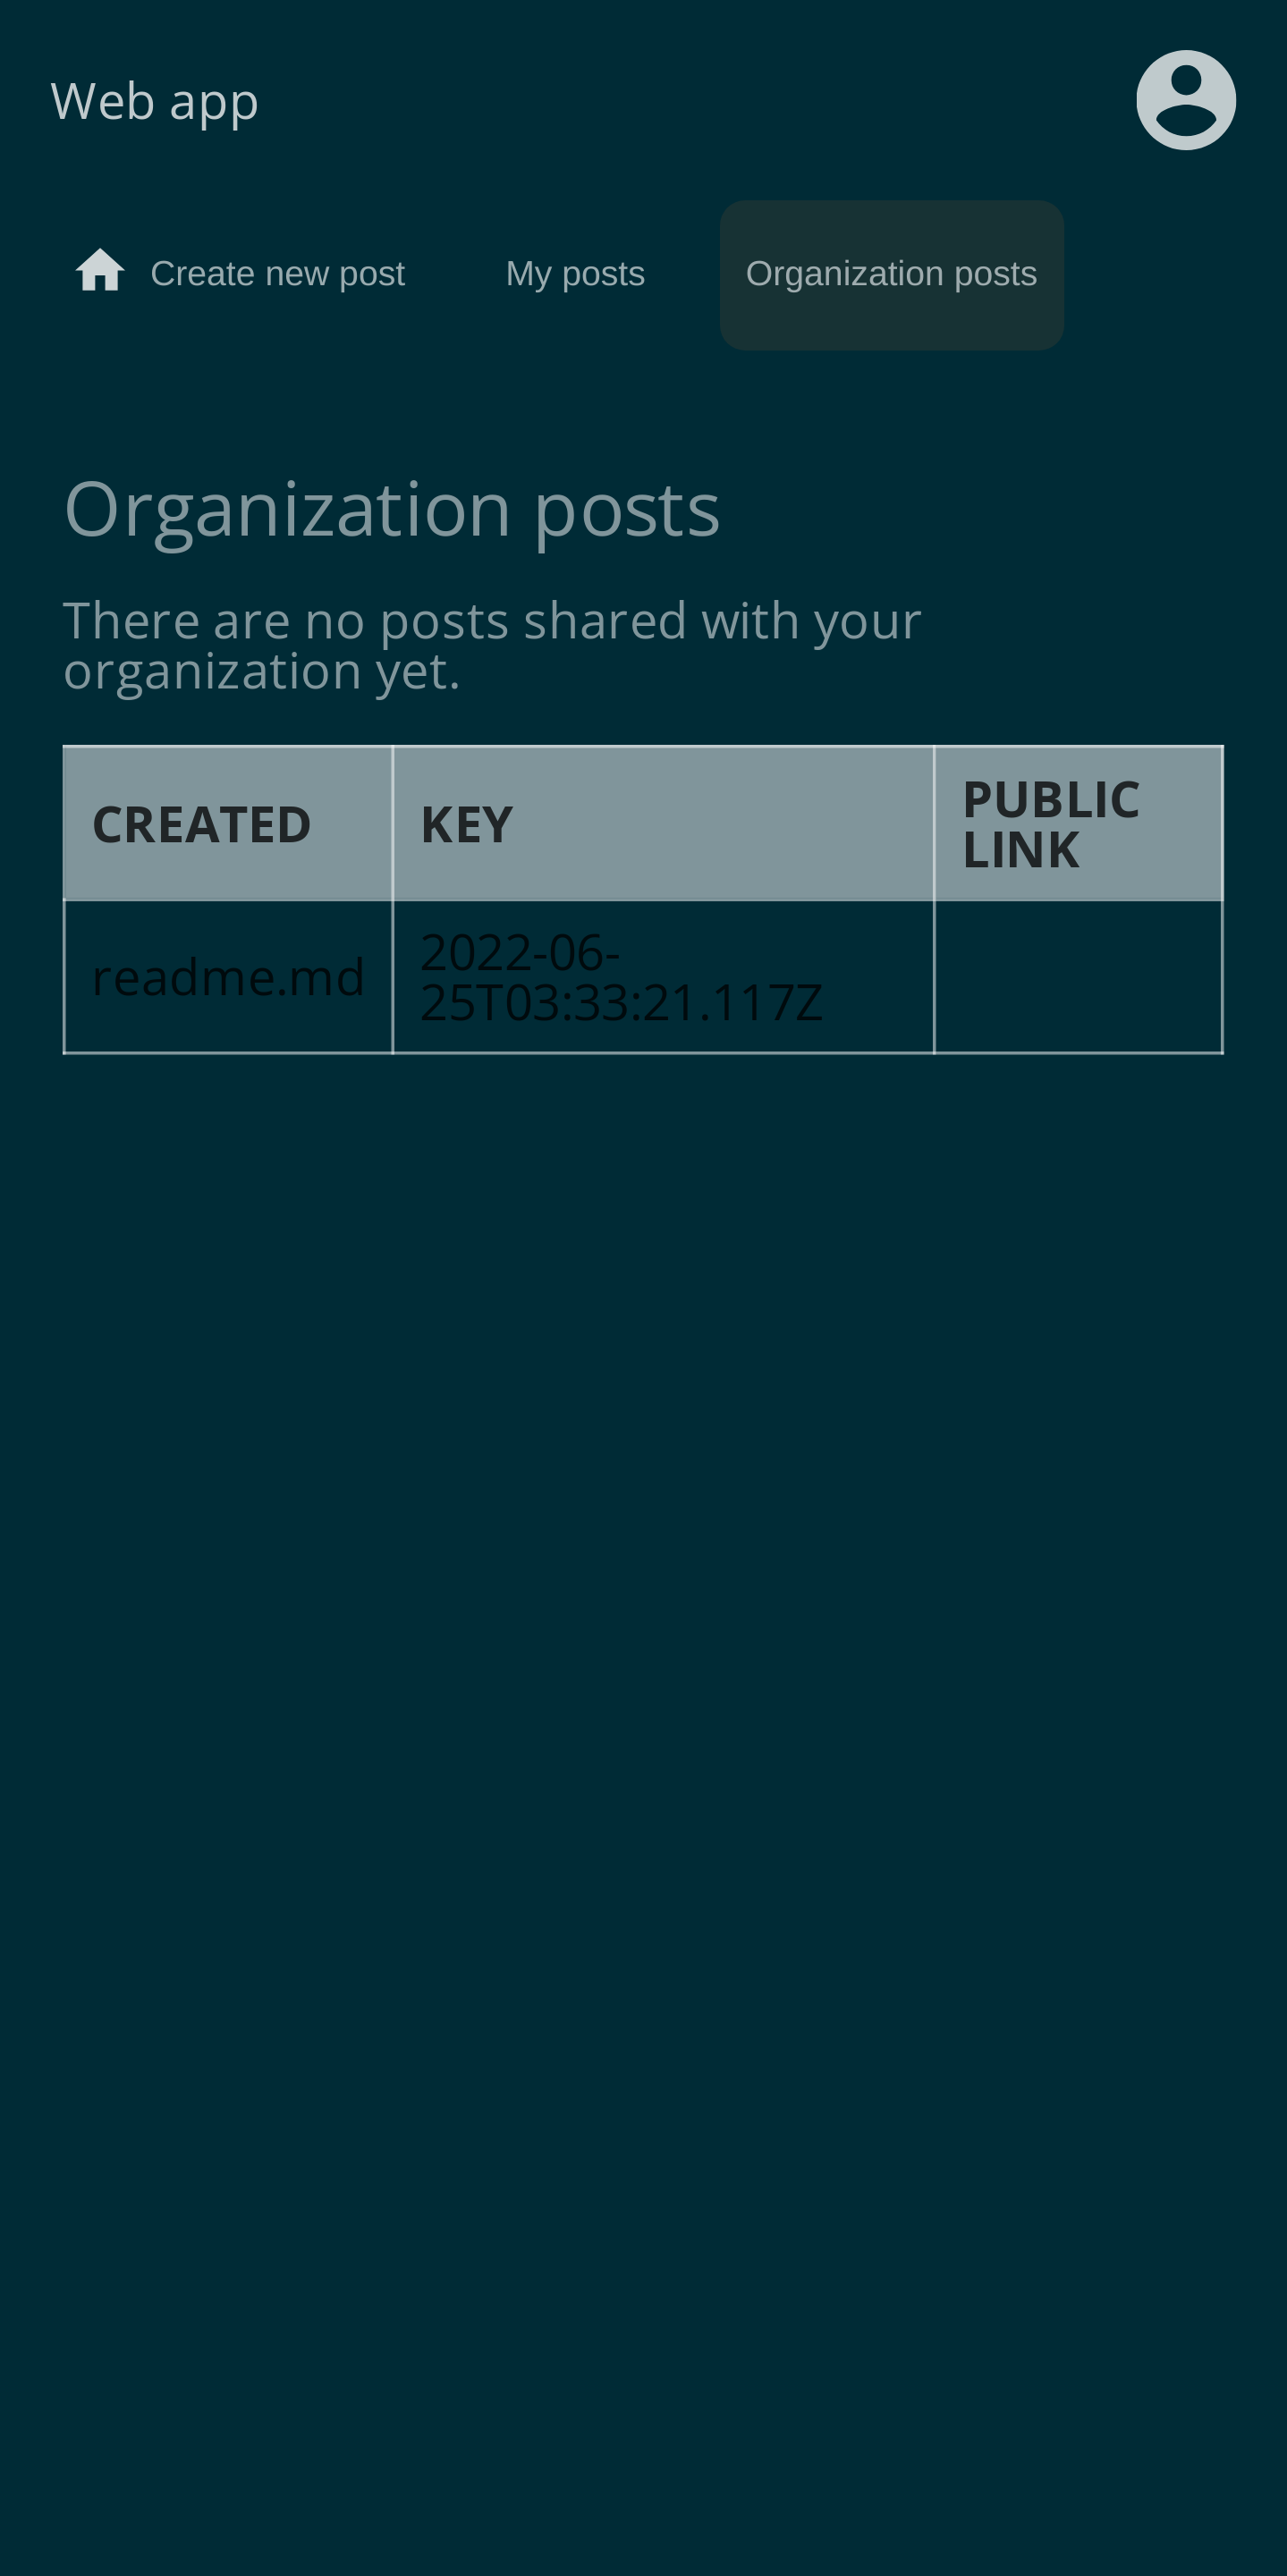 Web app
Create new post My posts Organization posts
Organization posts
There are no posts shared with your
organization yet.
CREATED KEY PUBLIC
LINK
readme.md 2022-06-
25T03:33:21.117Z